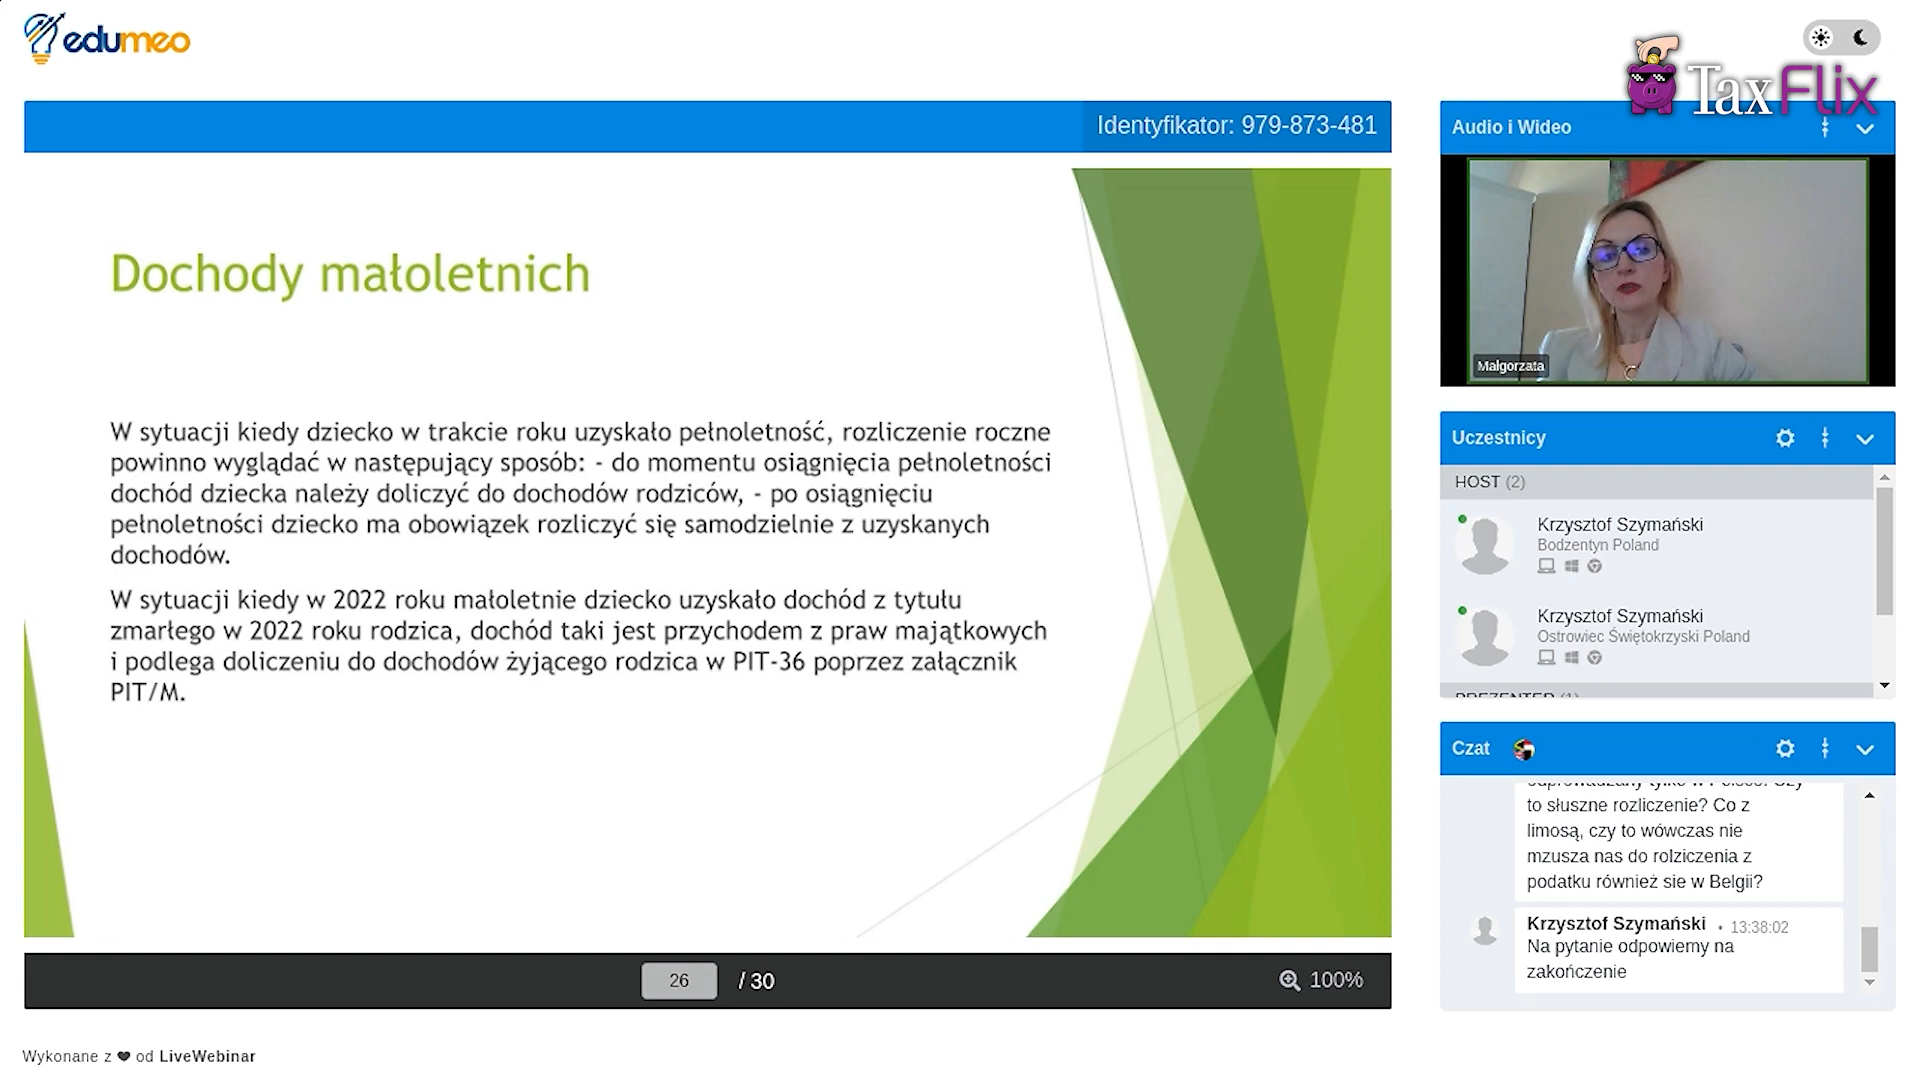 edumeo
TaxFlix
Identyfikator: 979-873-481
Dochody małoletnich
W sytuacji kiedy dziecko w trakcie roku uzyskało pełnoletność, rozliczenie roczne
powinno wyglądać w następujący sposób: - do momentu osiągnięcia pełnoletności
dochód dziecka należy doliczyć do dochodów rodziców, - po osiągnięciu
pełnoletności dziecko ma obowiązek rozliczyć się samodzielnie z uzyskanych
dochodów.
W sytuacji kiedy w 2022 roku małoletnie dziecko uzyskało dochód z tytułu
zmarłego w 2022 roku rodzica, dochód taki jest przychodem z praw majątkowych
i podlega doliczeniu do dochodów żyjącego rodzica w PIT-36 poprzez załącznik
PIT/M.
26 / 30
100%
Wykonane z ❤ od LiveWebinar
Audio i Wideo
Małgorzata
Uczestnicy
HOST (2)
Krzysztof Szymański
Bodzentyn Poland
Krzysztof Szymański
Ostrowiec Świętokrzyski Poland
PREZENTER (1)
Czat
to słuszne rozliczenie? Co z
limosą, czy to wówczas nie
mzusza nas do rolziczenia z
podatku również sie w Belgii?
Krzysztof Szymański • 13:38:02
Na pytanie odpowiemy na
zakończenie